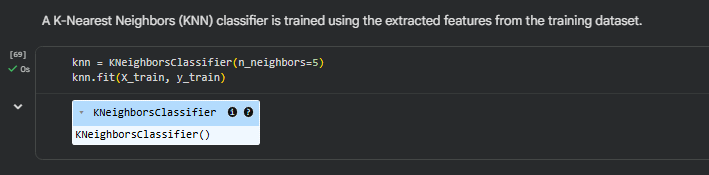 A K-Nearest Neighbors (KNN) classifier is trained using the extracted features from the training dataset.
[69]
0s
knn = KNeighborsClassifier(n_neighbors=5)
knn.fit(X_train, y_train)
KNeighborsClassifier i ?
KNeighborsClassifier()